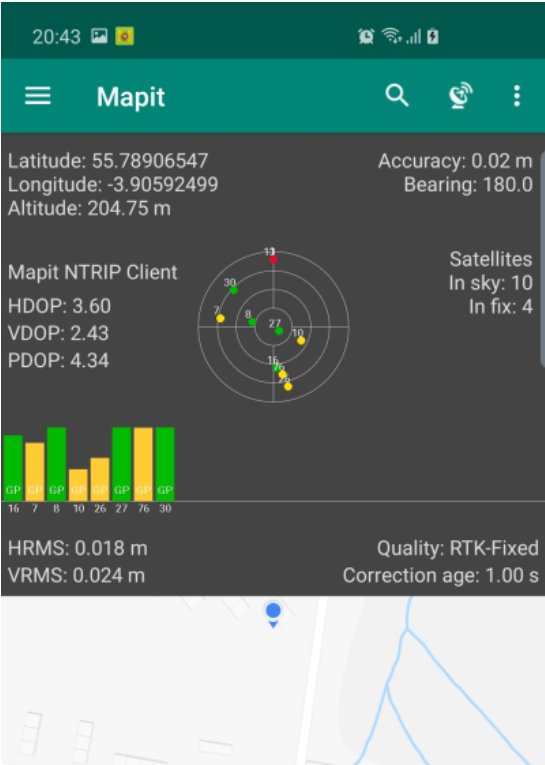 20:43
Mapit
Latitude: 55.78906547
Longitude: -3.90592499
Altitude: 204.75 m
Accuracy: 0.02 m
Bearing: 180.0
Mapit NTRIP Client
HDOP: 3.60
VDOP: 2.43
PDOP: 4.34
Satellites
In sky: 10
In fix: 4
30
7
8
27
10
16
GP GP GP GP GP GP GP GP
16 7 8 10 26 27 76 30
HRMS: 0.018 m
VRMS: 0.024 m
Quality: RTK-Fixed
Correction age: 1.00 s